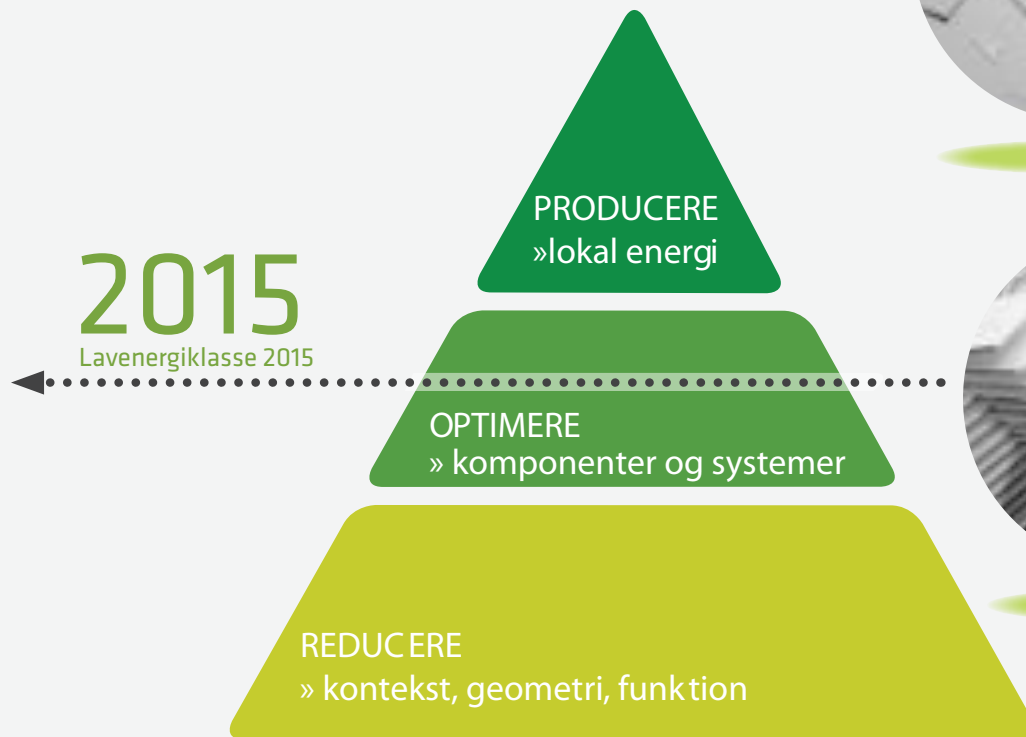 PRODUCERE
»lokal energi
2015
Lavenergiklasse 2015
OPTIMERE
» komponenter og systemer
REDUCERE
» kontekst, geometri, funktion